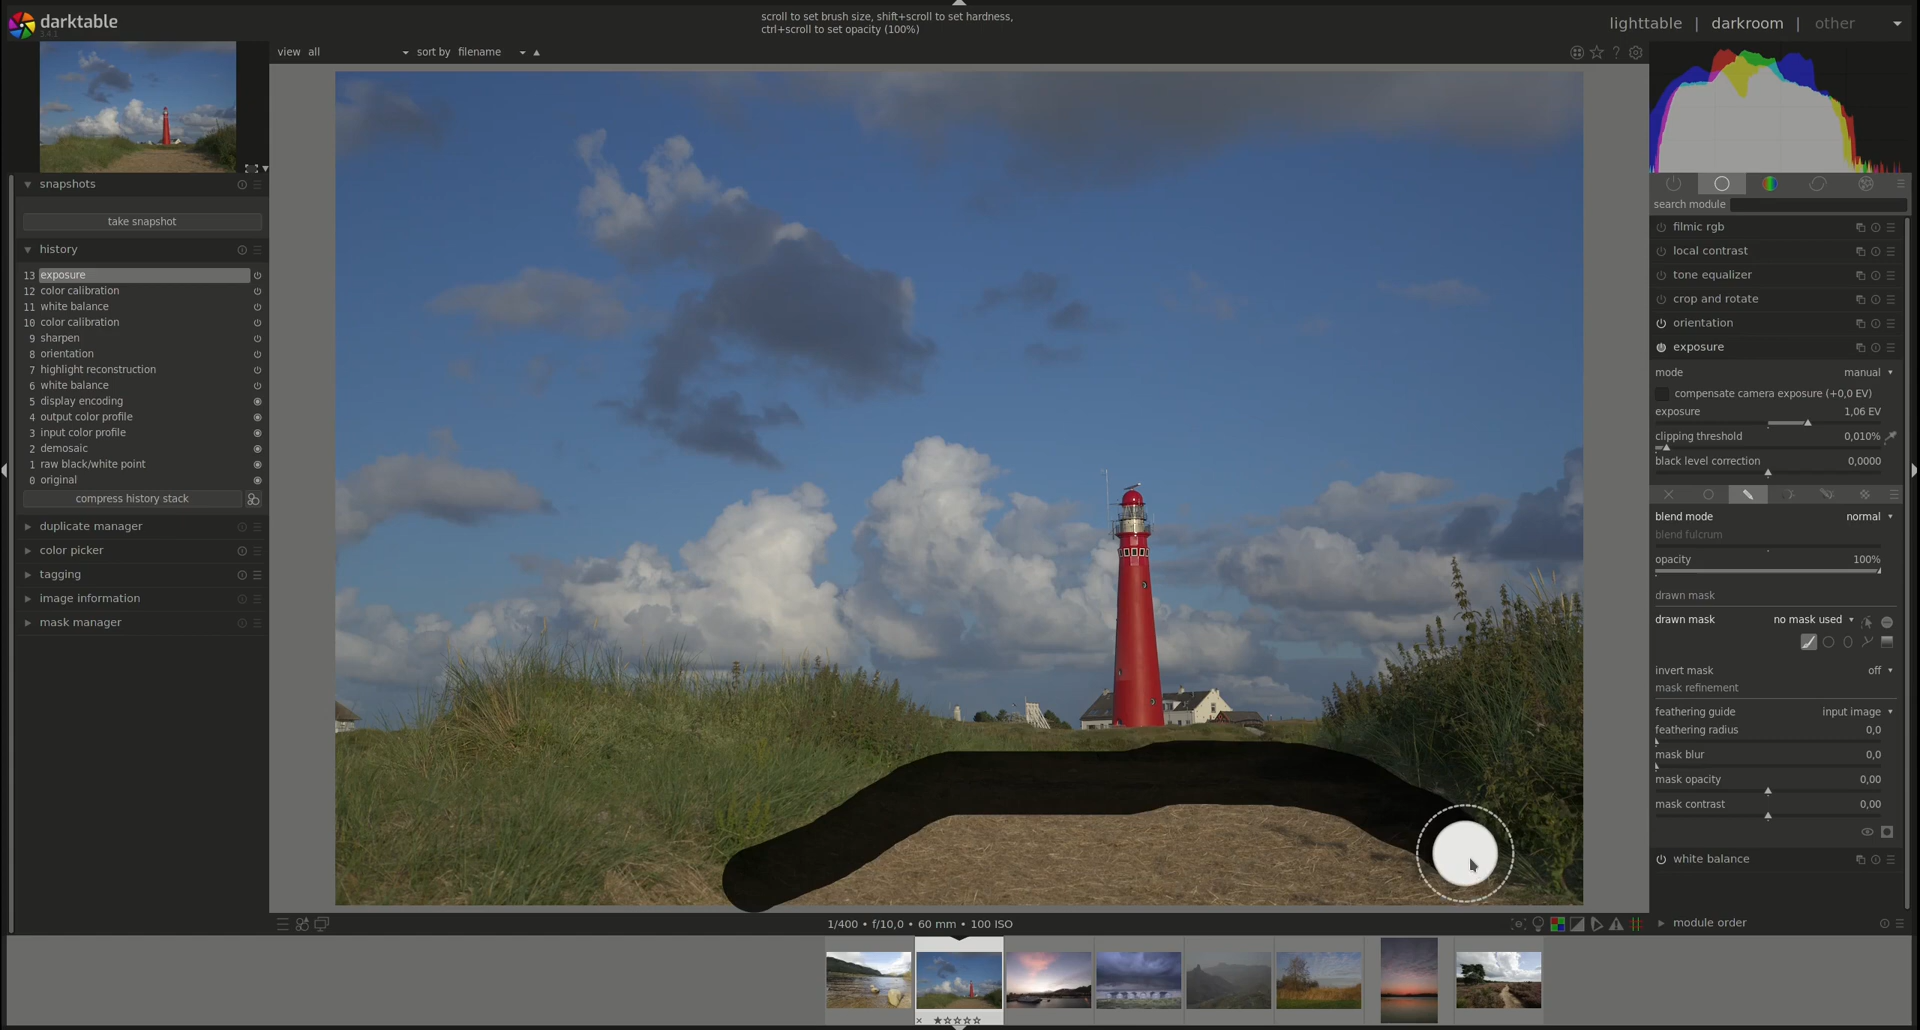 darktable
3.4.1
scroll to set brush size, shift+scroll to set hardness,
ctrl+scroll to set opacity (100%)
lighttable | darkroom | other
view all sort by filename
snapshots
take snapshot
history
13 exposure
12 color calibration
11 white balance
10 color calibration
9 sharpen
8 orientation
7 highlight reconstruction
6 white balance
5 display encoding
4 output color profile
3 input color profile
2 demosaic
1 raw black/white point
0 original
compress history stack
duplicate manager
color picker
tagging
image information
mask manager
1/400 • f/10,0 • 60 mm • 100 ISO
search module
filmic rgb
local contrast
tone equalizer
crop and rotate
orientation
exposure
mode manual
compensate camera exposure (+0,0 EV)
exposure 1,06 EV
clipping threshold 0,010%
black level correction 0,0000
blend mode normal
blend fulcrum
opacity 100%
drawn mask
drawn mask no mask used
invert mask off
mask refinement
feathering guide input image
feathering radius 0,0
mask blur 0,0
mask opacity 0,00
mask contrast 0,00
white balance
module order